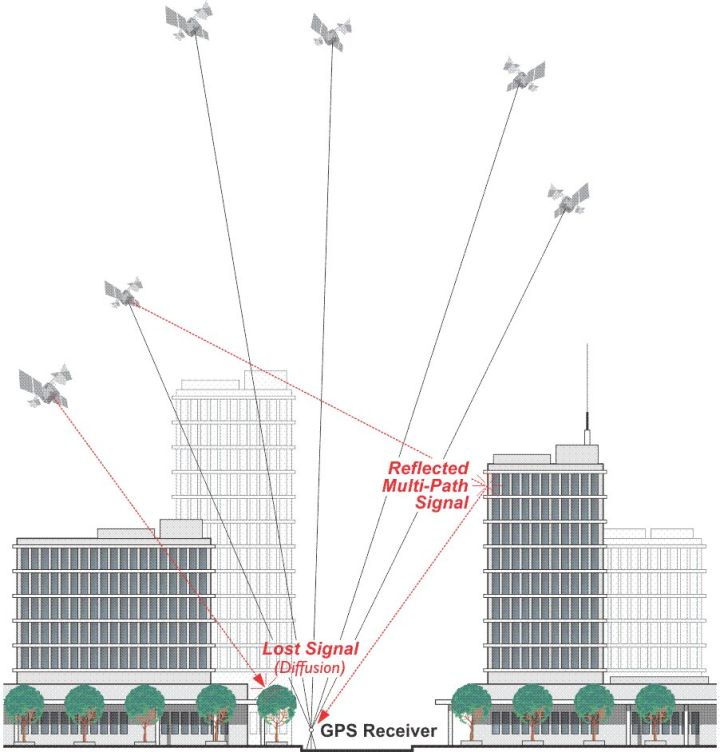 Reflected
Multi-Path
Signal
Lost Signal
(Diffusion)
GPS Receiver